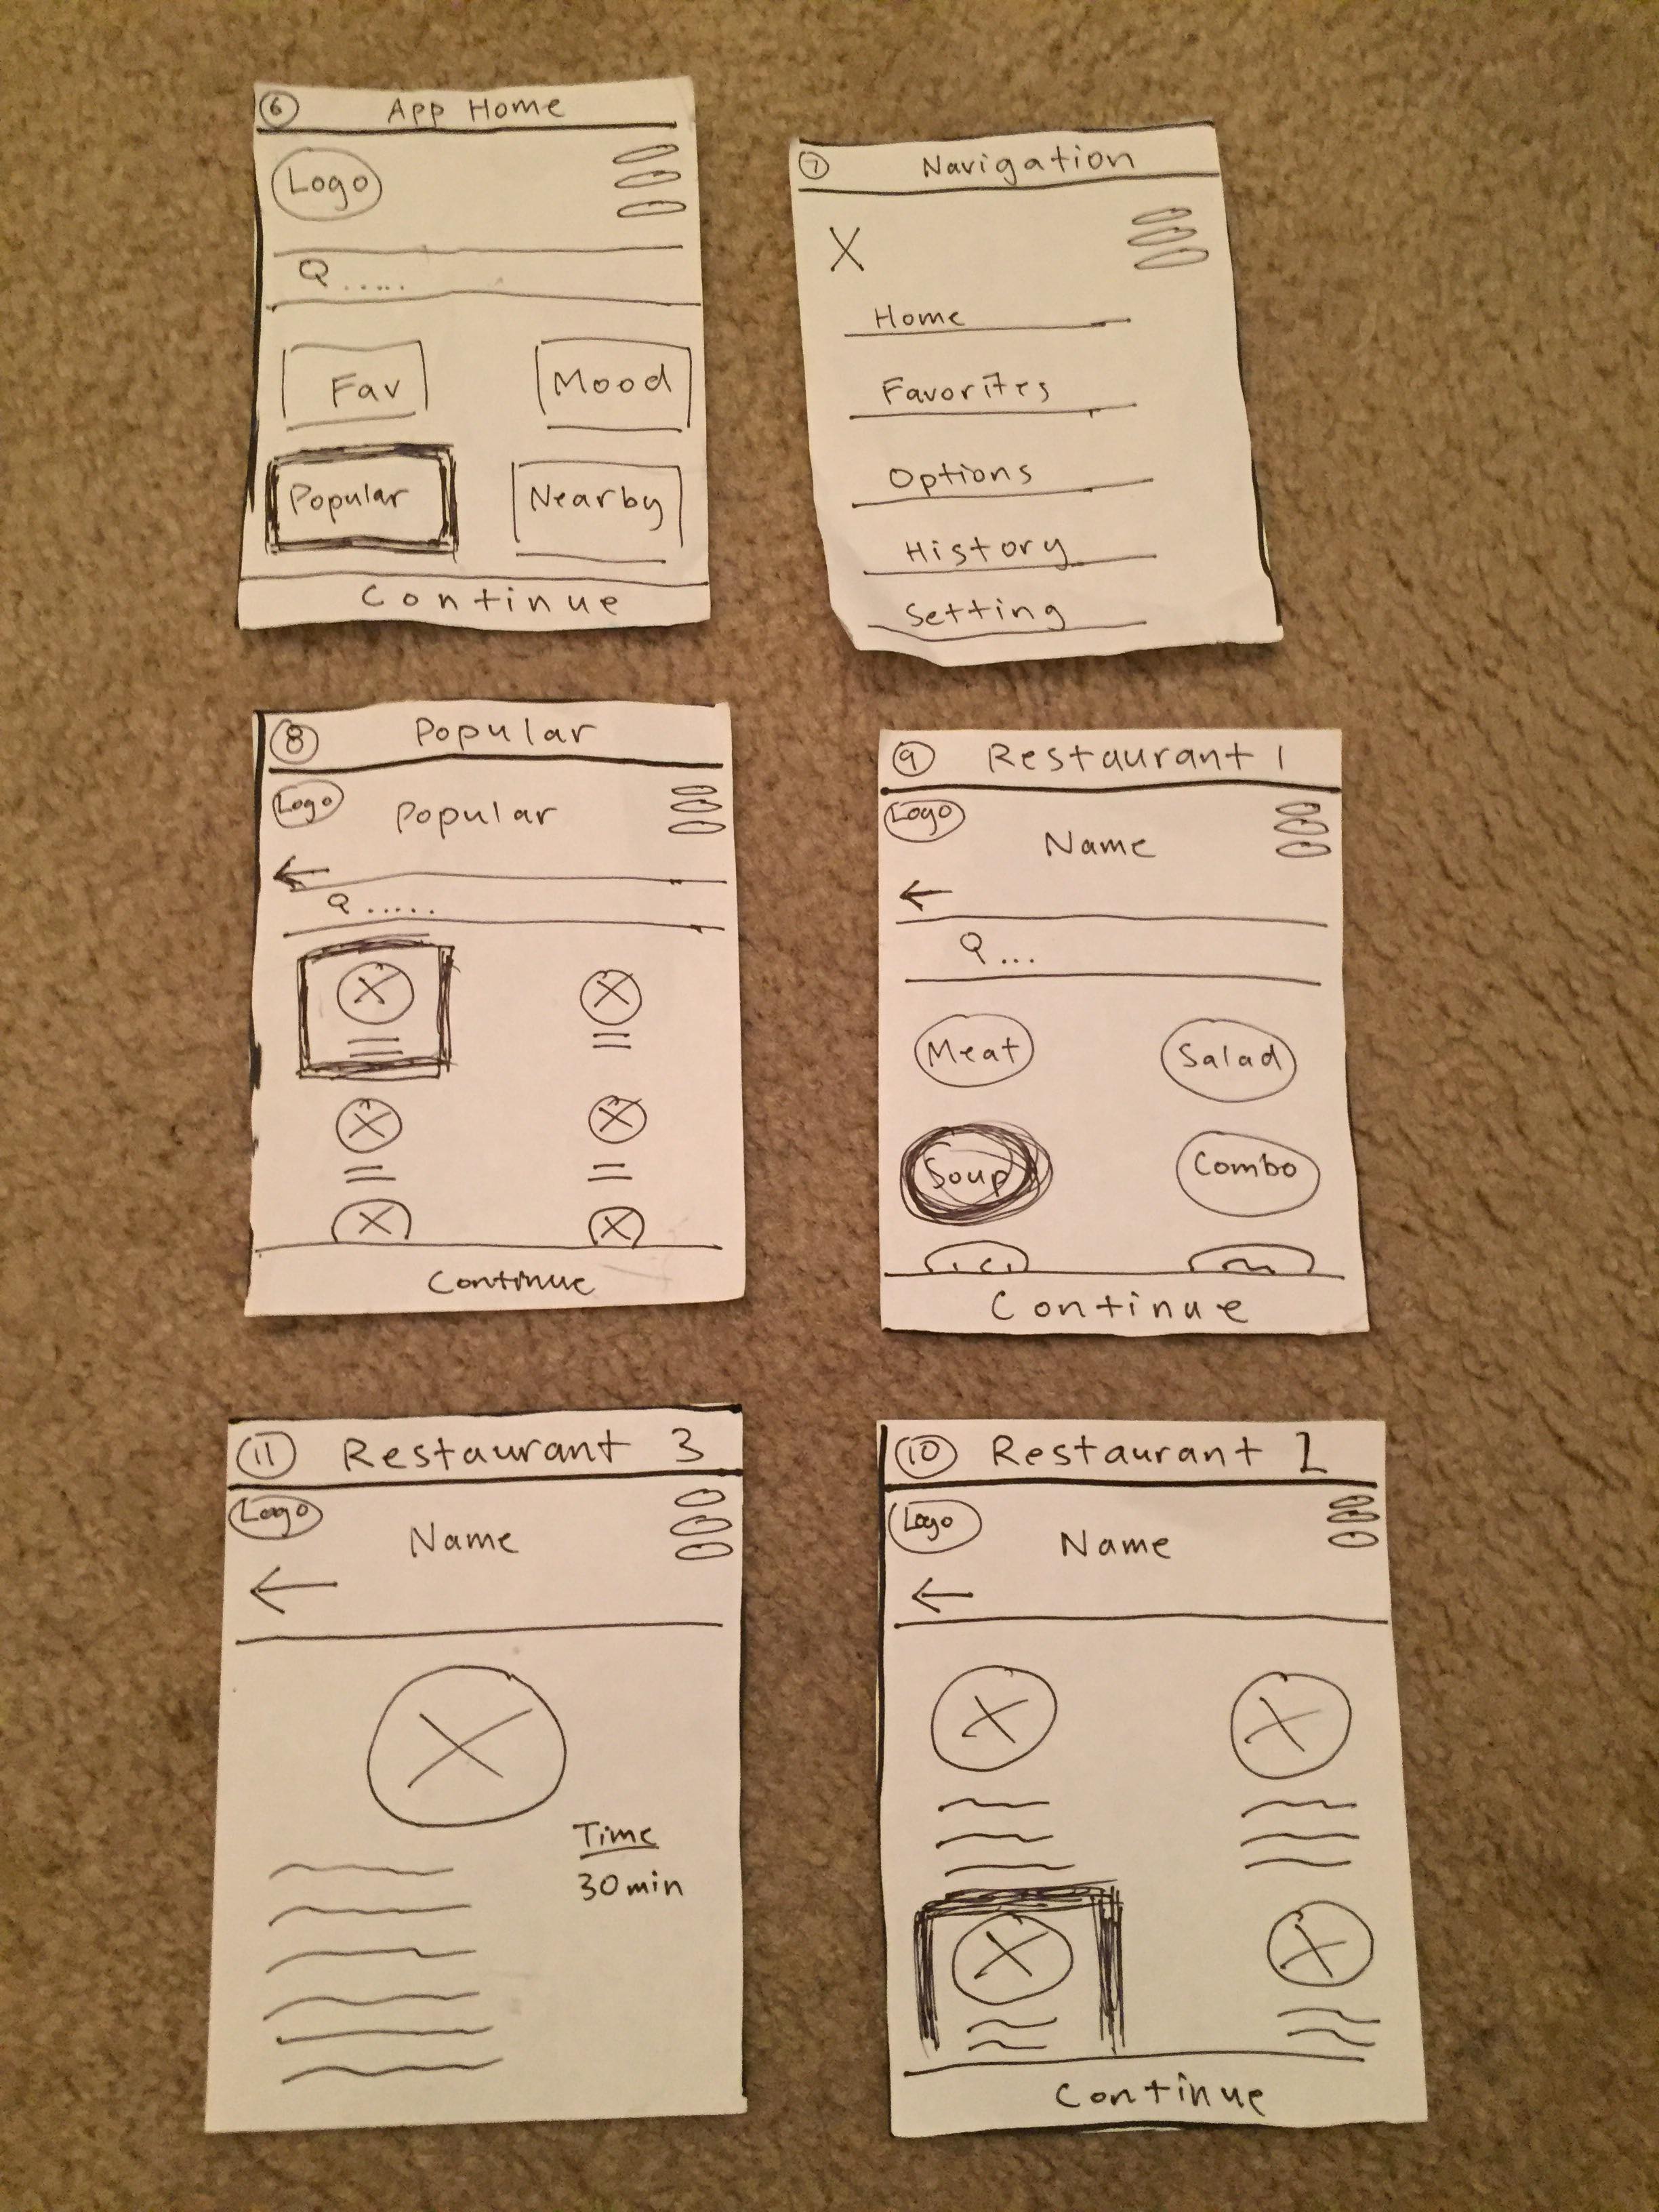 6 App Home
Logo
.....
Fav Mood
Popular Nearby
Continue
7 Navigation
X
Home
Favorites
Options
History
Setting
8 Popular
Logo Popular
.....
Continue
9 Restaurant 1
Logo Name
...
Meat Salad
Soup Combo
Continue
11 Restaurant 3
Logo Name
Time
30min
10 Restaurant
Logo Name
Continue